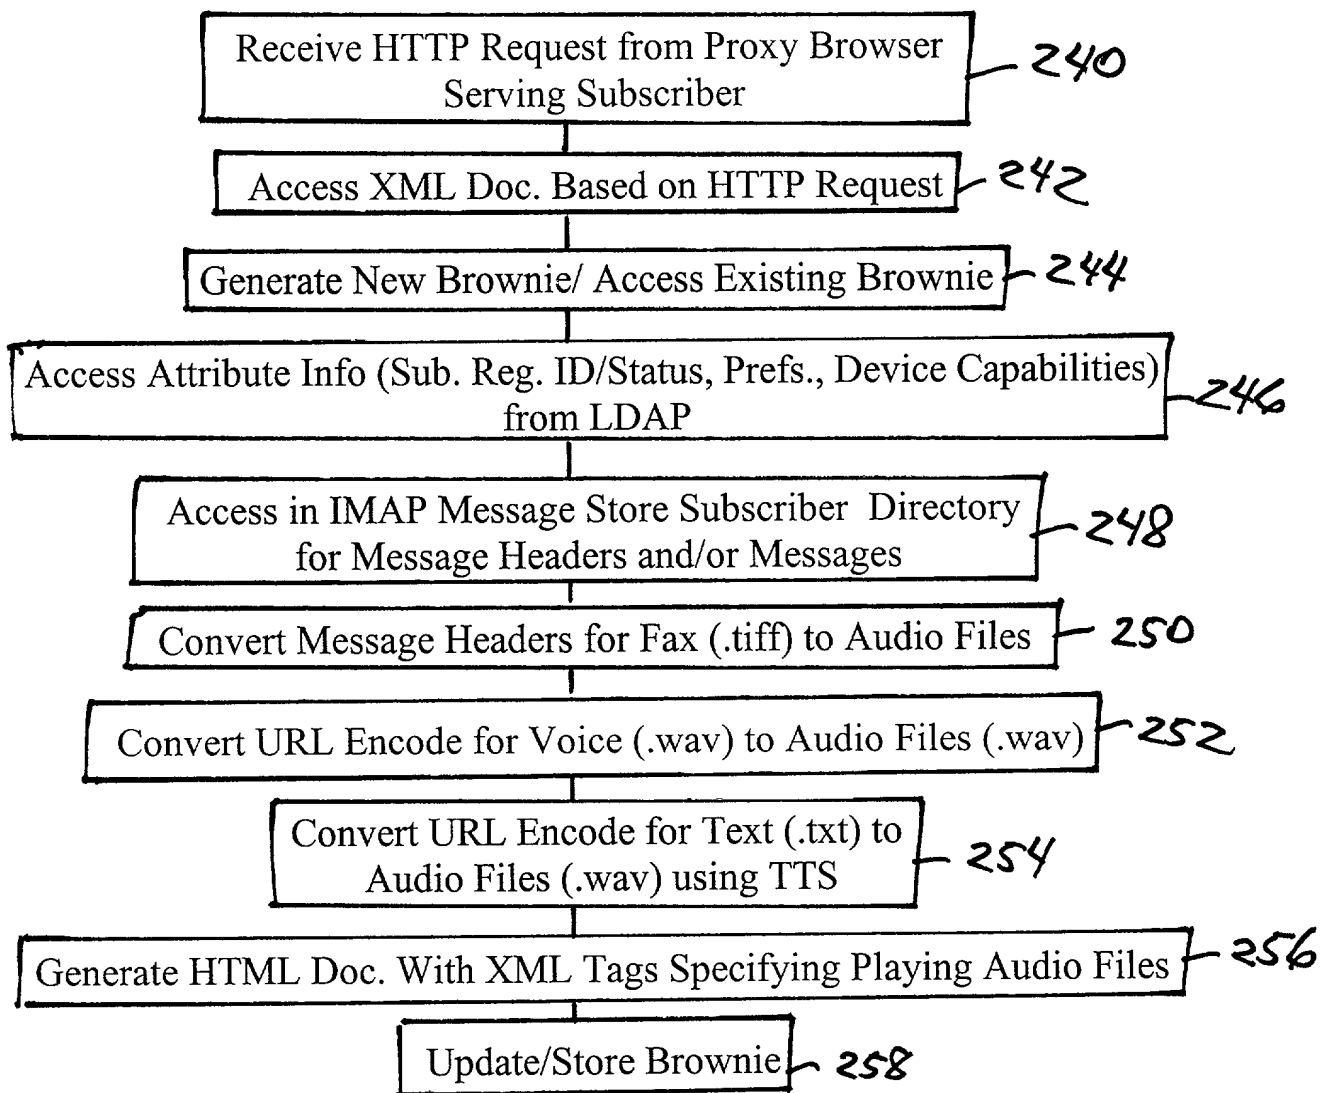 Receive HTTP Request from Proxy Browser
Serving Subscriber
240
Access XML Doc. Based on HTTP Request
242
Generate New Brownie/ Access Existing Brownie
244
Access Attribute Info (Sub. Reg. ID/Status, Prefs., Device Capabilities)
from LDAP
246
Access in IMAP Message Store Subscriber Directory
for Message Headers and/or Messages
248
Convert Message Headers for Fax (.tiff) to Audio Files
250
Convert URL Encode for Voice (.wav) to Audio Files (.wav)
252
Convert URL Encode for Text (.txt) to
Audio Files (.wav) using TTS
254
Generate HTML Doc. With XML Tags Specifying Playing Audio Files
256
Update/Store Brownie
258